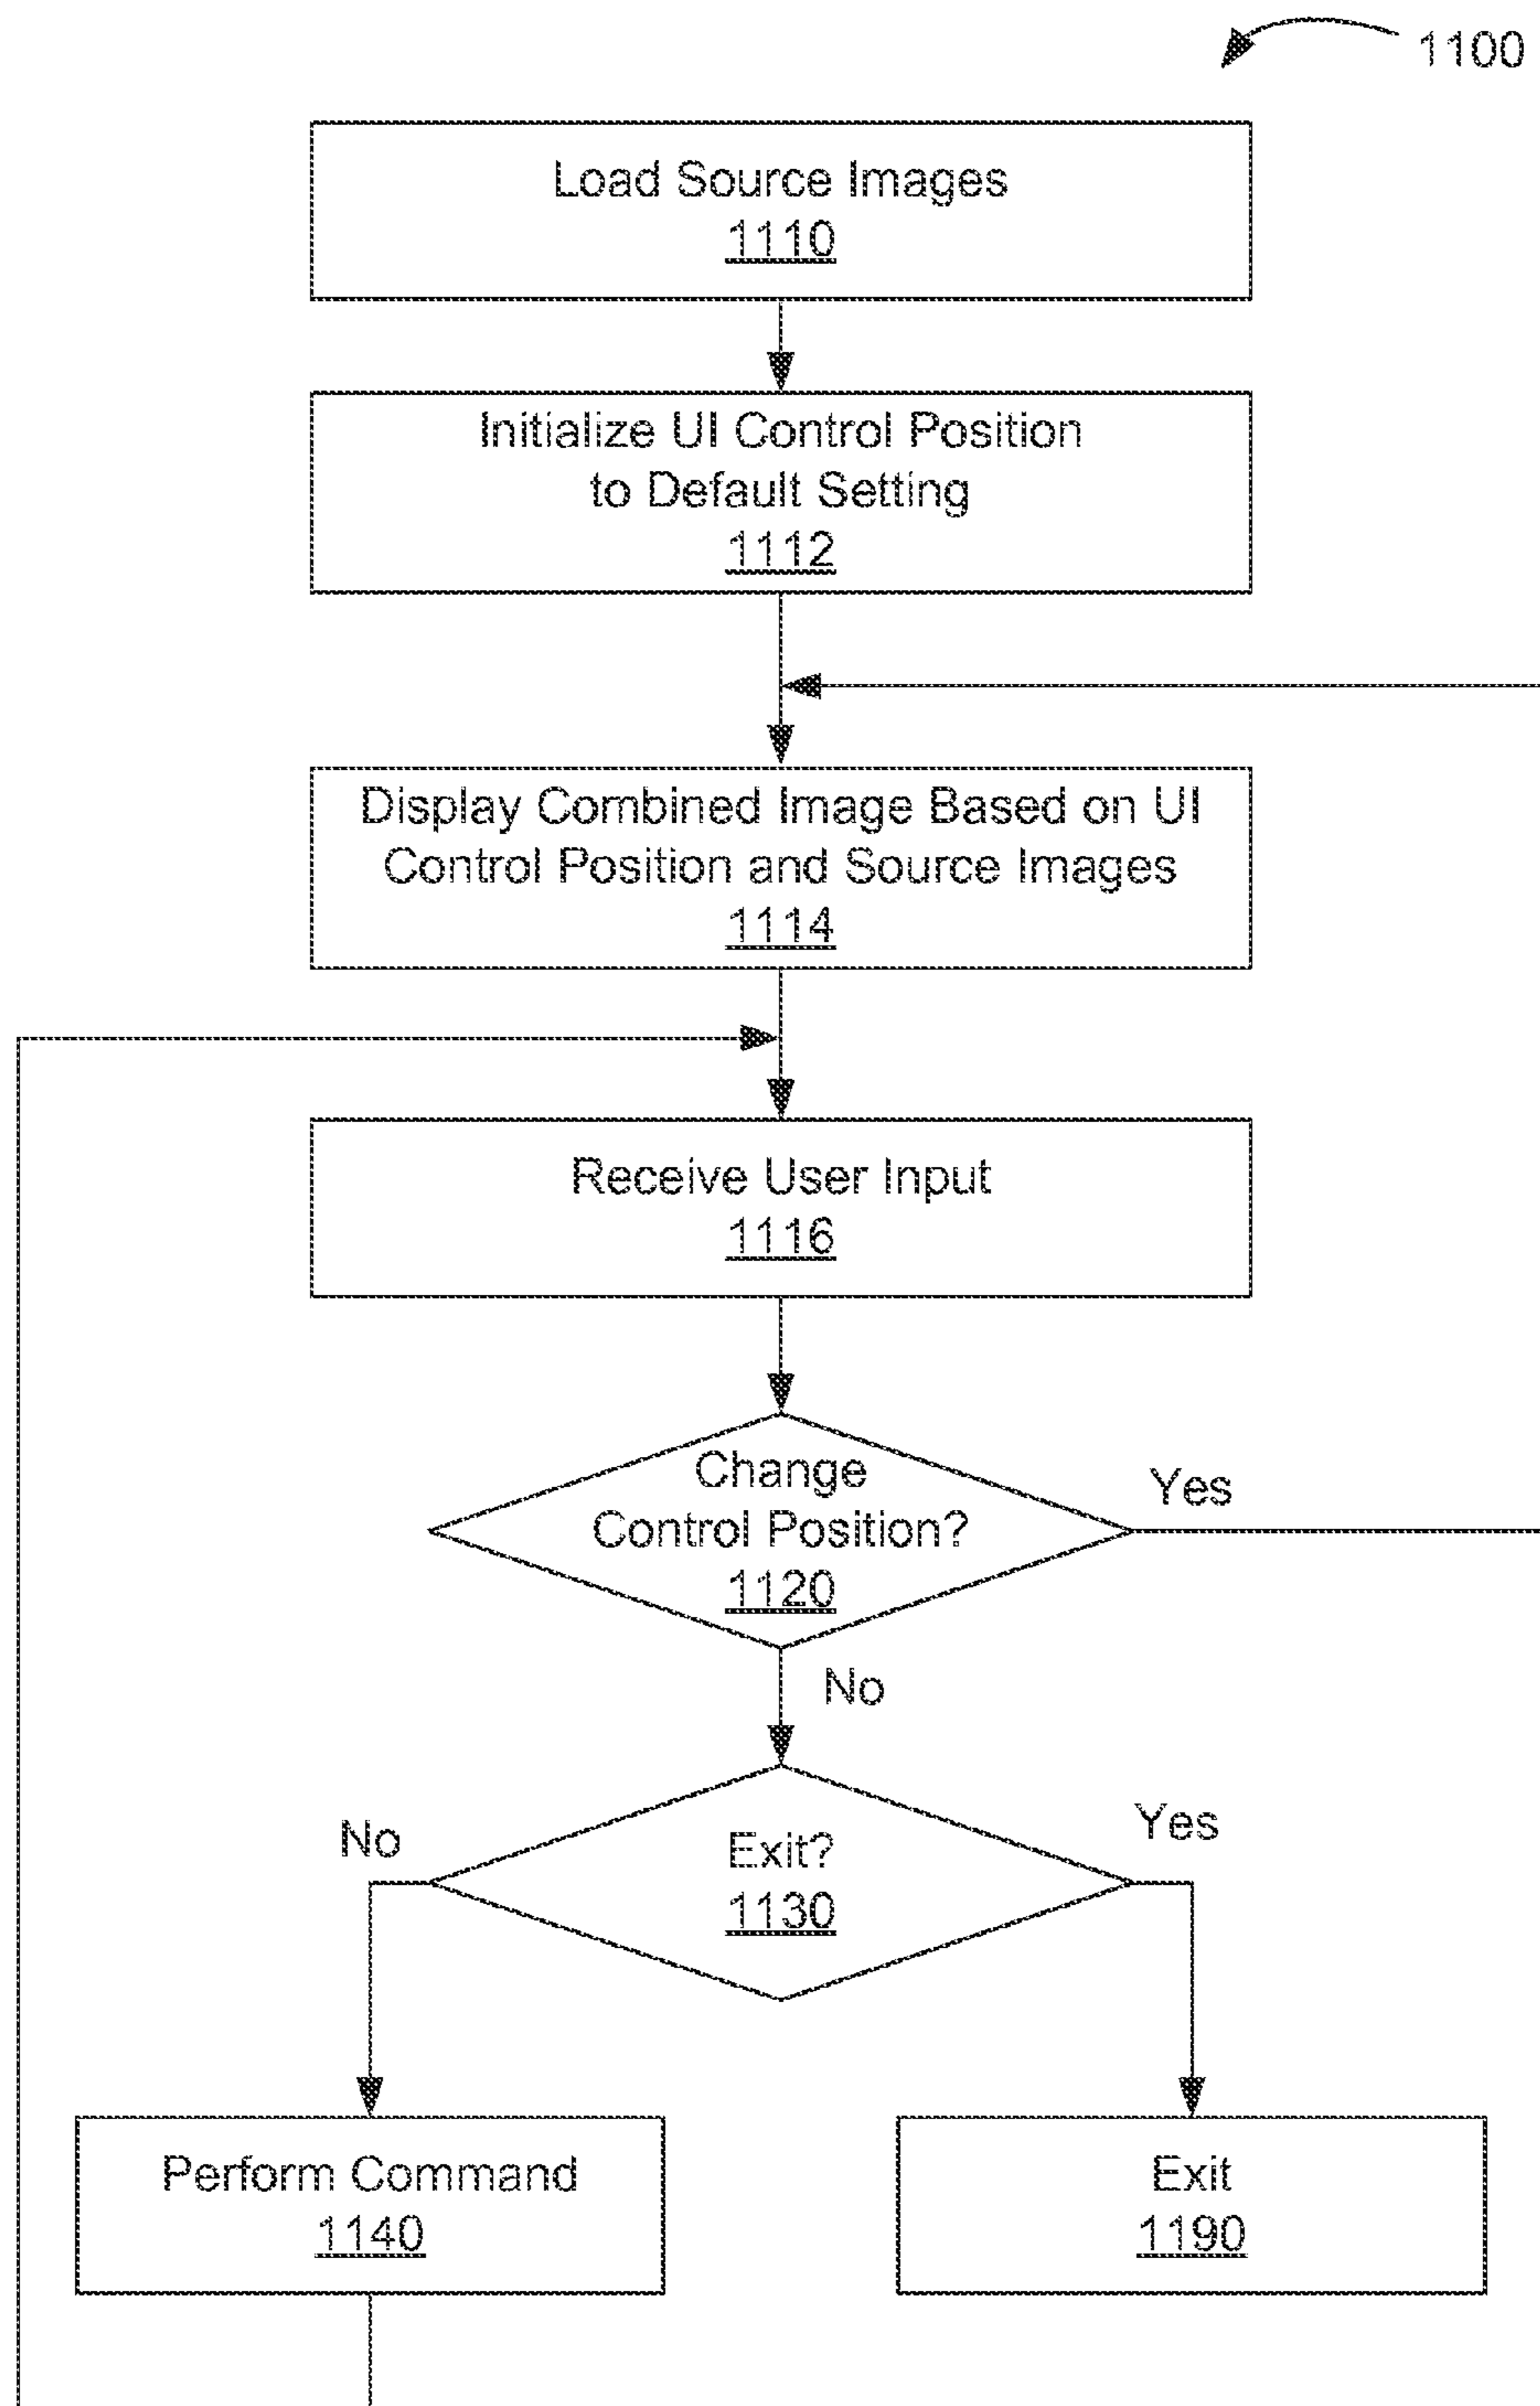 1100
Load Source Images
1110
Initialize UI Control Position
to Default Setting
1112
Display Combined Image Based on UI
Control Position and Source Images
1114
Receive User Input
1116
Change
Control Position?
1120
Yes
No
Exit?
1130
No
Yes
Perform Command
1140
Exit
1190